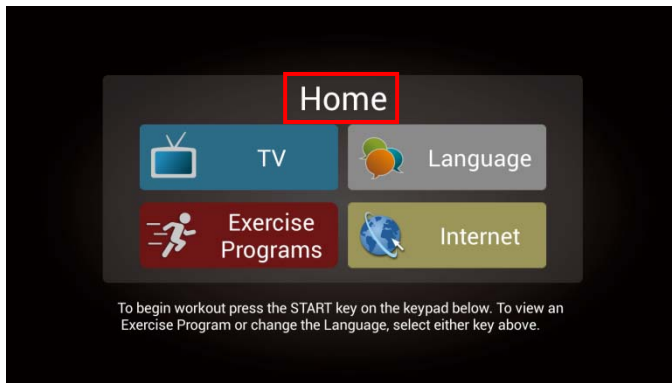 Home
TV
Language
Exercise
Programs
Internet
To begin workout press the START key on the keypad below. To view an
Exercise Program or change the Language, select either key above.